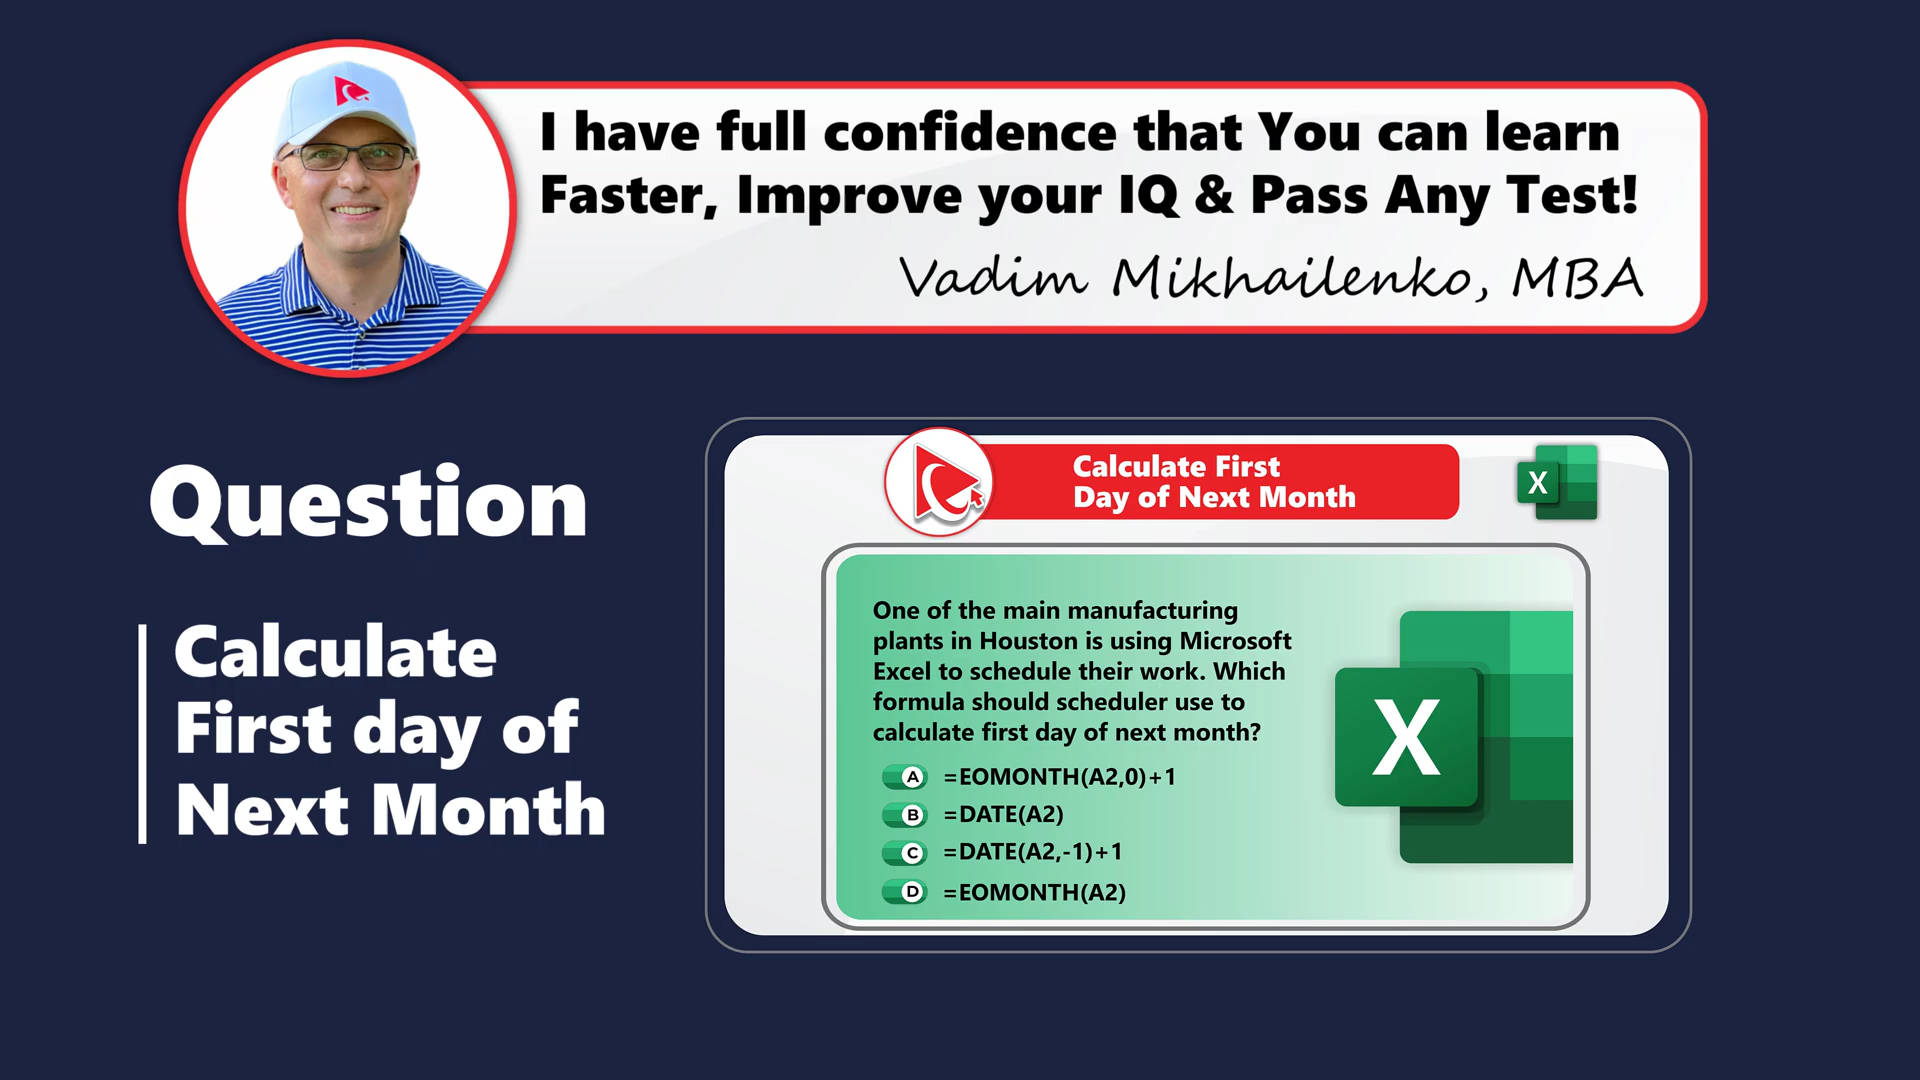 I have full confidence that You can learn
Faster, Improve your IQ & Pass Any Test!
Vadim Mikhailenko, MBA
Question
Calculate
First day of
Next Month
Calculate First
Day of Next Month
X
One of the main manufacturing
plants in Houston is using Microsoft
Excel to schedule their work. Which
formula should scheduler use to
calculate first day of next month?
A =EOMONTH(A2,0)+1
B =DATE(A2)
C =DATE(A2,-1)+1
D =EOMONTH(A2)
X